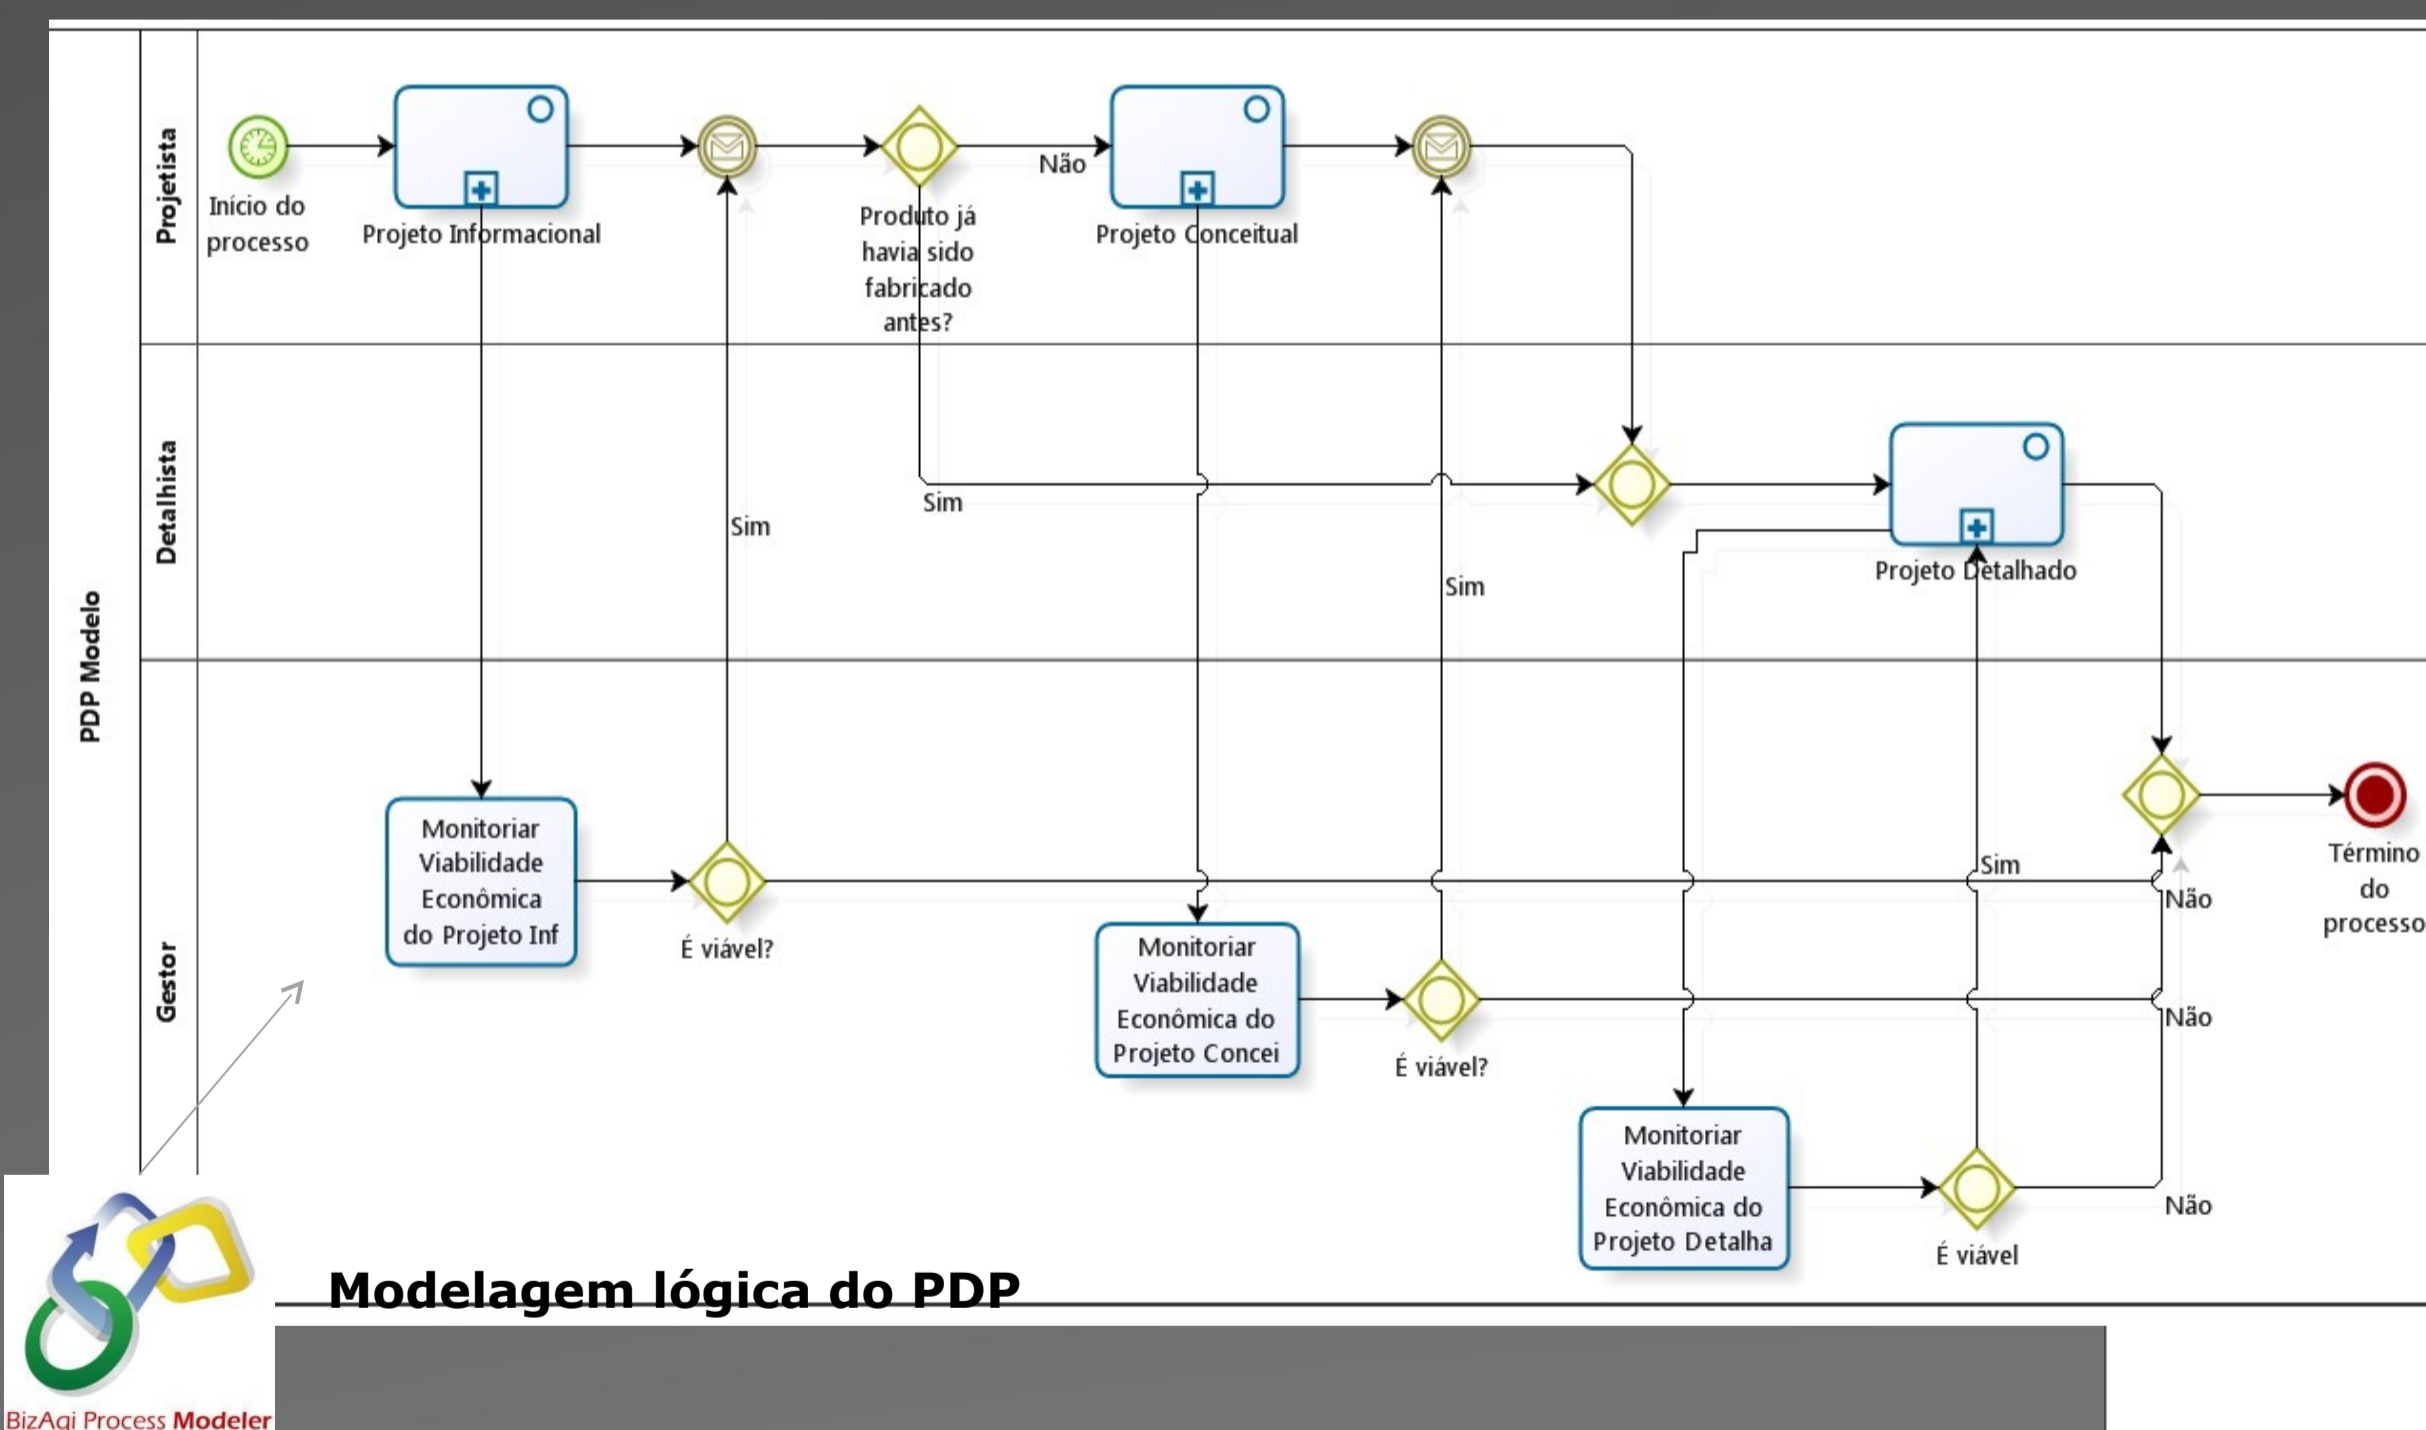 PDP Modelo
Projetista
Início do
processo
Projeto Informacional
Produto já
havia sido
fabricado
antes?
Não
Projeto Conceitual
Detalhista
Sim
Sim
Sim
Projeto Detalhado
Gestor
Monitoriar
Viabilidade
Econômica
do Projeto Inf
É viável?
Monitoriar
Viabilidade
Econômica do
Projeto Concei
É viável?
Monitoriar
Viabilidade
Econômica do
Projeto Detalha
É viável
Sim
Não
Não
Não
Término
do
processo
Modelagem lógica do PDP
BizAgi Process Modeler